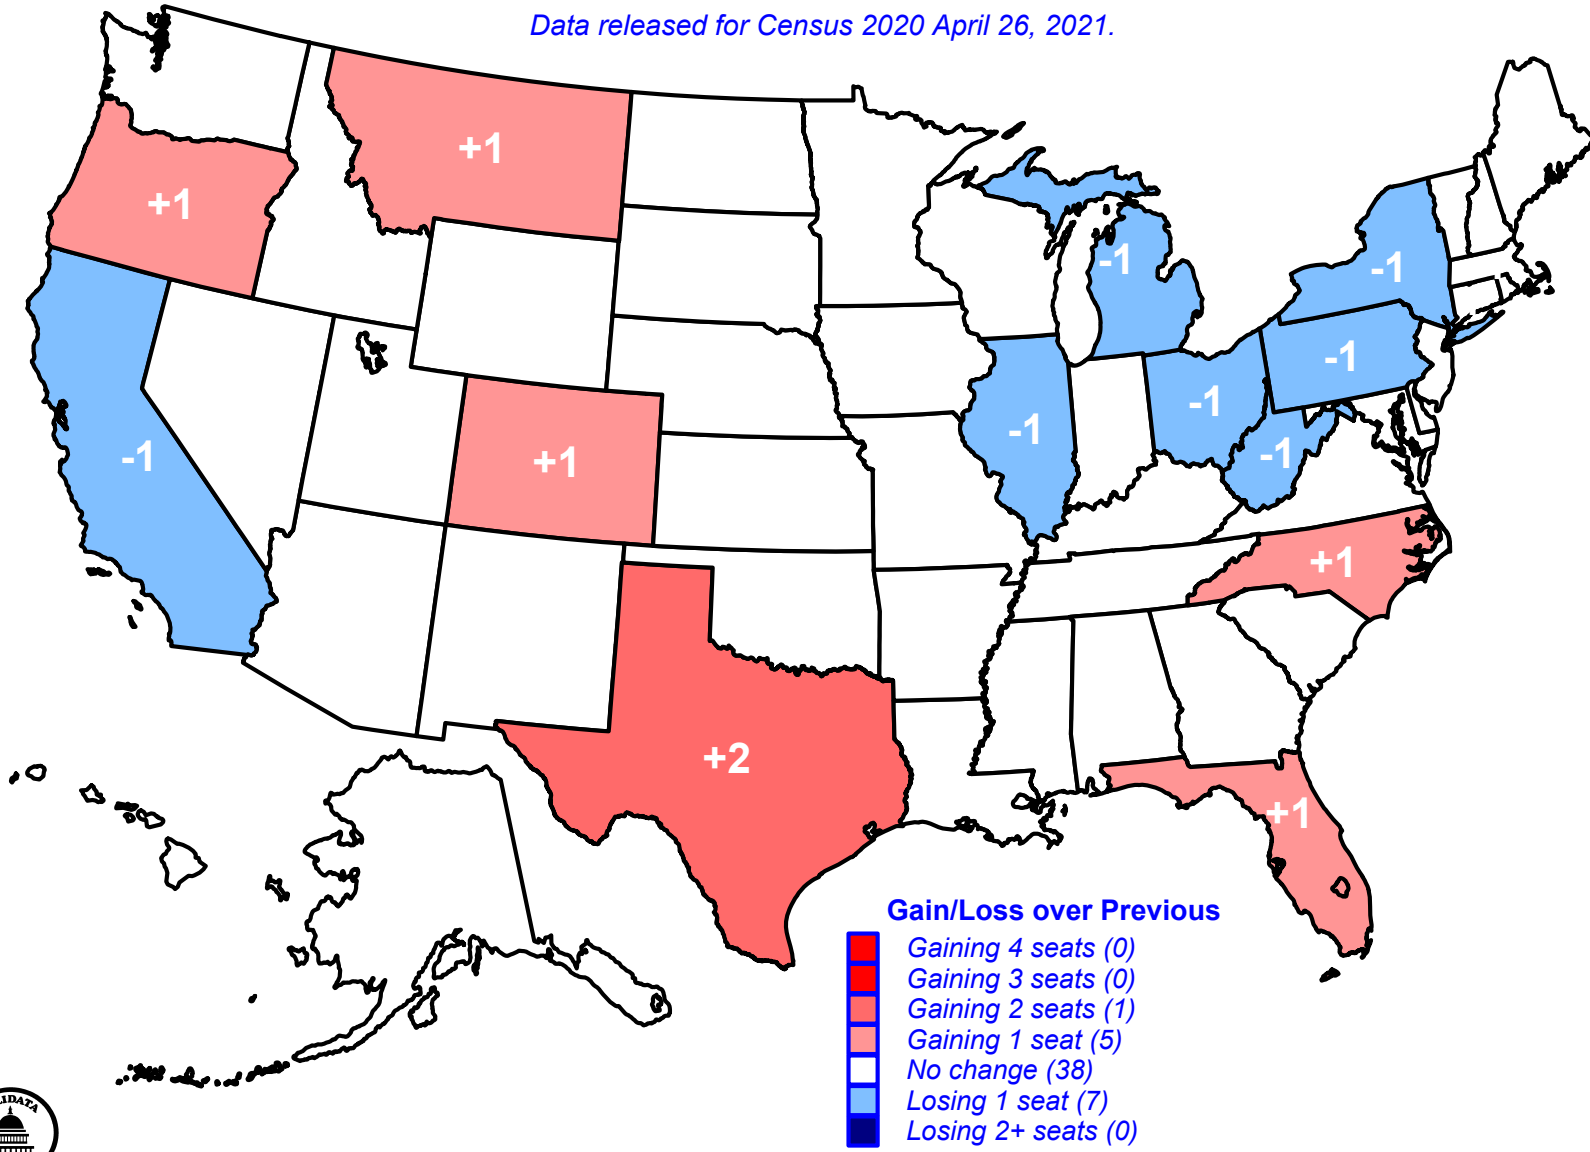 Data released for Census 2020 April 26, 2021.
+1
+1
-1
-1
-1
-1
-1
-1
-1
+1
+1
+2
+1
Gain/Loss over Previous
Gaining 4 seats (0)
Gaining 3 seats (0)
Gaining 2 seats (1)
Gaining 1 seat (5)
No change (38)
Losing 1 seat (7)
Losing 2+ seats (0)
LIDATA